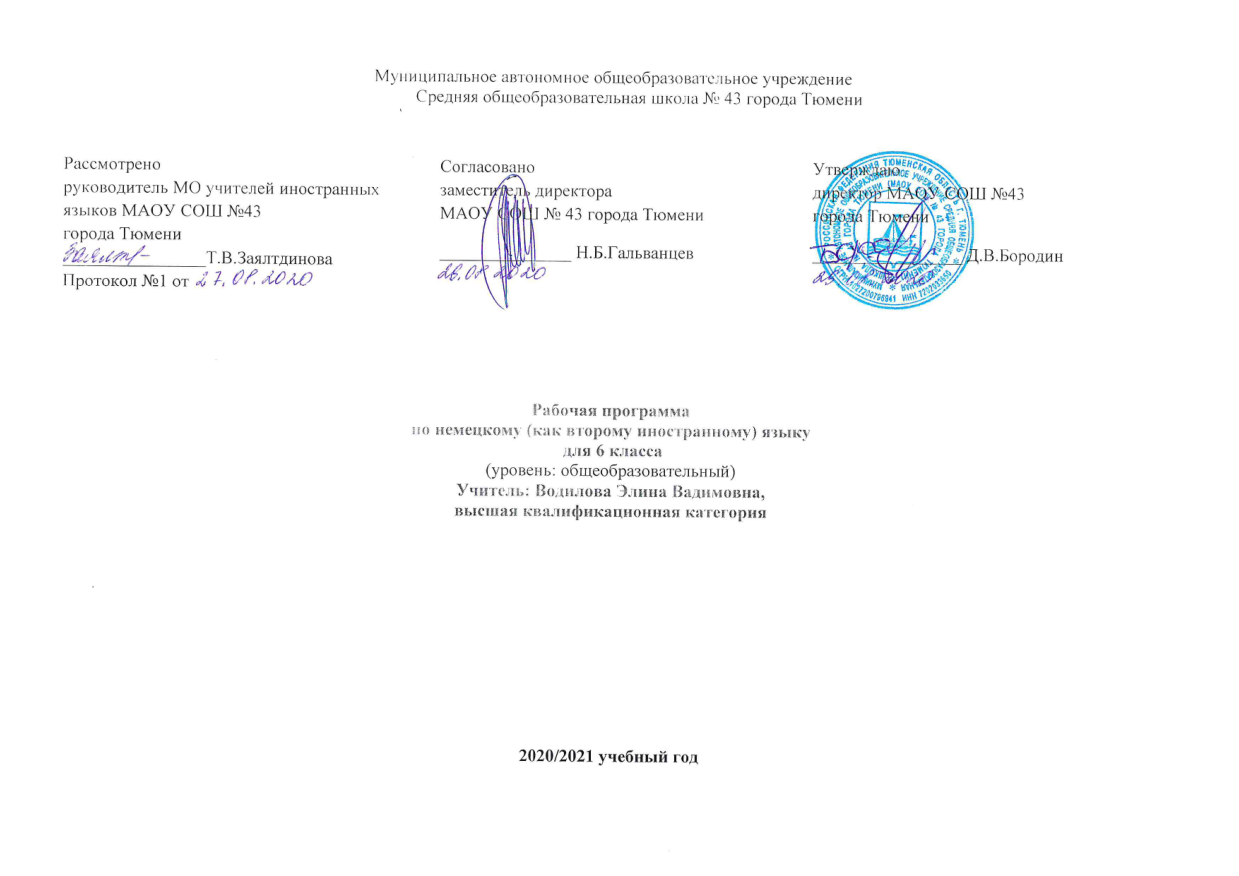 Муниципальное автономное общеобразовательное учреждение
Средняя общеобразовательная школа № 43 города Тюмени
Рассмотрено
руководитель МО учителей иностранных
языков МАОУ СОШ №43
города Тюмени
Т.В.Заялтдинова
Протокол №1 от 27.08.2020
Согласовано
заместитель директора
МАОУ СОШ № 43 города Тюмени
Н.Б.Гальванцев
26.08.2020
Утверждаю
директор МАОУ СОШ №43
города Тюмени
Д.В.Бородин
Рабочая программа
по немецкому (как второму иностранному) языку
для 6 класса
(уровень: общеобразовательный)
Учитель: Водилова Элина Вадимовна,
высшая квалификационная категория
2020/2021 учебный год